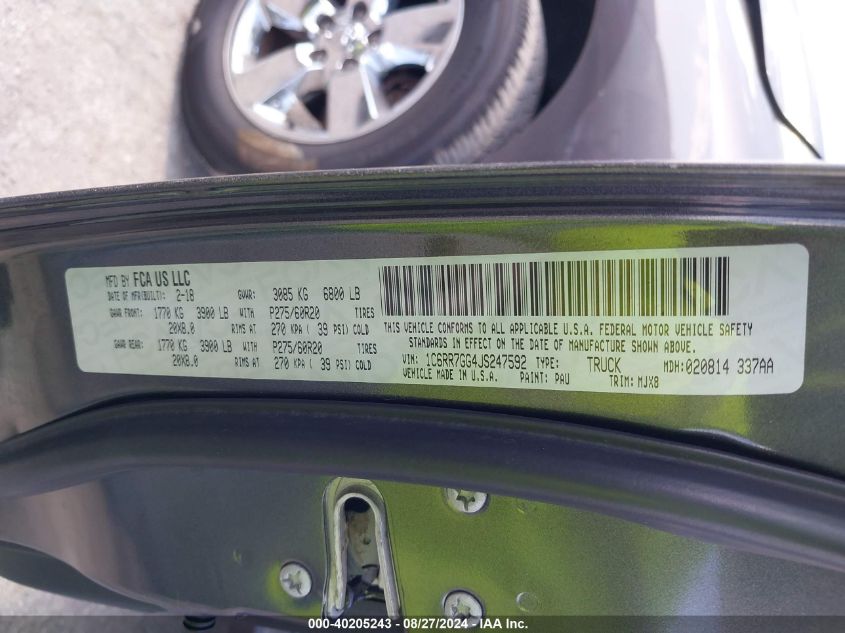 MFD BY FCA US LLC
DATE OF MFR(BUILT): 2-18 GVWR: 3085 KG 6800 LB
GAWR FRONT: 1770 KG 3900 LB WITH P275/60R20 TIRES
20X8.0 RIMS AT 270 KPA ( 39 PSI) COLD
GAWR REAR: 1770 KG 3900 LB WITH P275/60R20 TIRES
20X8.0 RIMS AT 270 KPA ( 39 PSI) COLD
THIS VEHICLE CONFORMS TO ALL APPLICABLE U.S.A. FEDERAL MOTOR VEHICLE SAFETY
STANDARDS IN EFFECT ON THE DATE OF MANUFACTURE SHOWN ABOVE.
VIN: 1C6RR7GG4JS247592 TYPE: TRUCK MDH:020814 337AA
VEHICLE MADE IN U.S.A. PAINT: PAU TRIM: MJX8
000-40205243 - 08/27/2024 - IAAI.COM